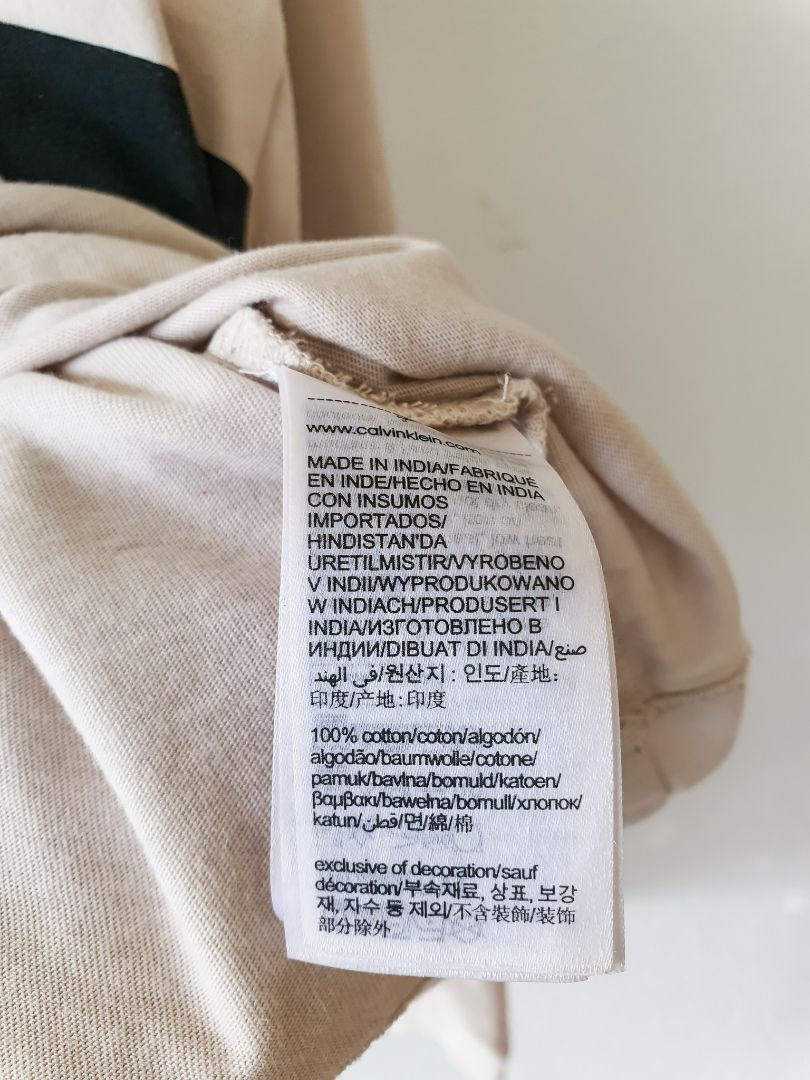 www.calvinklein.com
MADE IN INDIA/FABRIQUÉ
EN INDE/HECHO EN INDIA
CON INSUMOS
IMPORTADOS/
HINDISTAN'DA
URETILMISTIR/VYROBENO
V INDII/WYPRODUKOWANO
W INDIACH/PRODUSERT I
INDIA/ИЗГОТОВЛЕНО В
ИНДИИ/DIBUAT DI INDIA/صنع
في الهند/원산지 : 인도/產地:
印度/产地:印度
100% cotton/coton/algodón/
algodão/baumwolle/cotone/
pamuk/bavlna/bomuld/katoen/
βαμβακι/bawełna/bomull/хлопок/
katun/قطن/면/綿/棉
exclusive of decoration/sauf
décoration/부속재료, 상표, 보강
재, 자수 등 제외/不含裝飾/装饰
部分除外